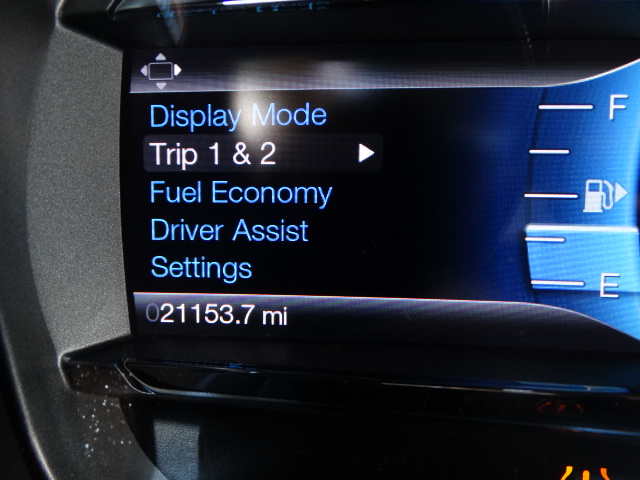 Display Mode
Trip 1 & 2
Fuel Economy
Driver Assist
Settings
021153.7 mi
F
E